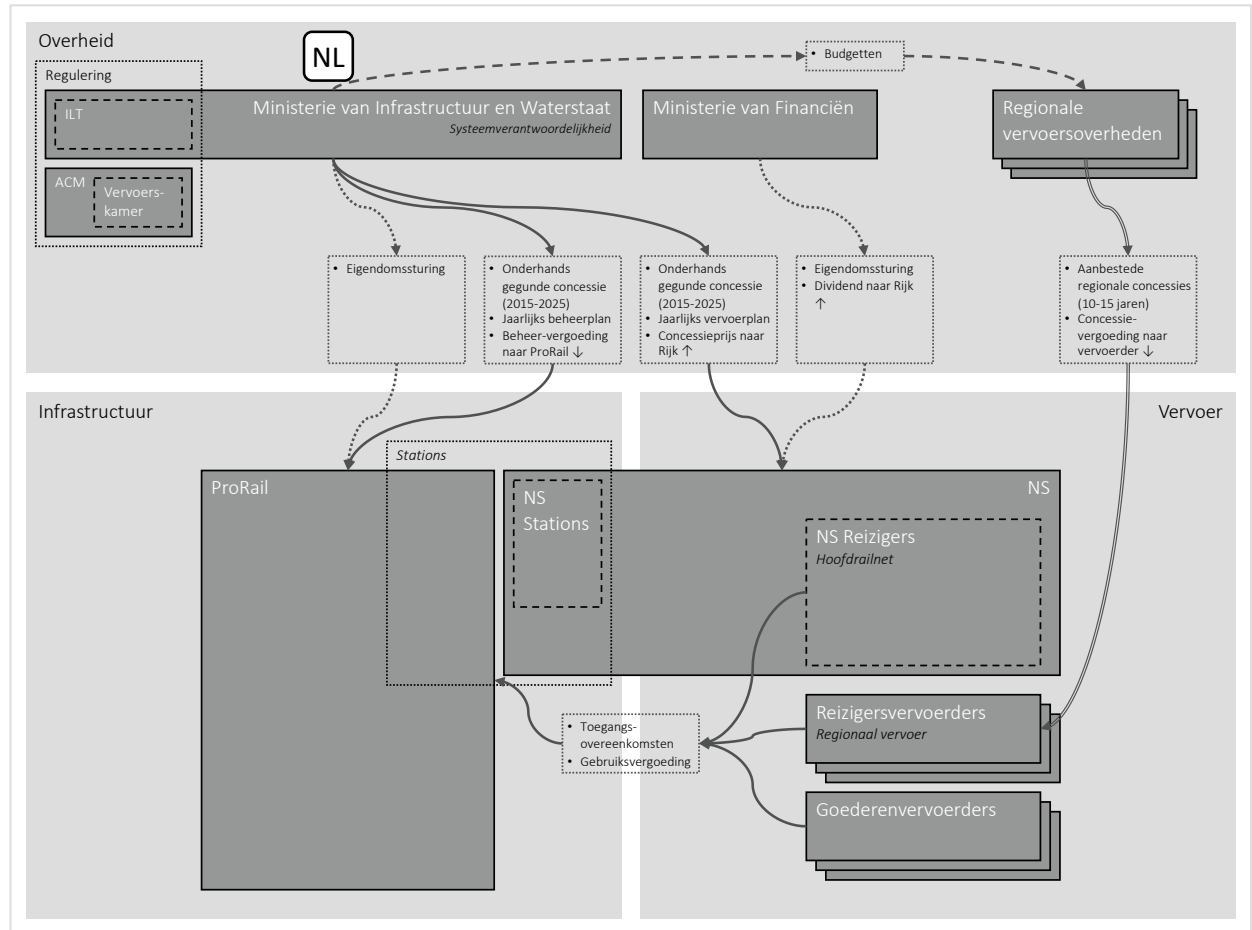 Overheid
NL
• Budgetten
Regulering
ILT
Ministerie van Infrastructuur en Waterstaat
Systeemverantwoordelijkheid
Ministerie van Financiën
Regionale
vervoersoverheden
ACM
Vervoers-
kamer
• Eigendomssturing
• Onderhands
gegunde concessie
(2015-2025)
• Jaarlijks beheerplan
• Beheer-vergoeding
naar ProRail ↓
• Onderhands
gegunde concessie
(2015-2025)
• Jaarlijks vervoerplan
• Concessieprijs naar
Rijk ↑
• Eigendomssturing
• Dividend naar Rijk
↑
• Aanbestede
regionale concessies
(10-15 jaren)
• Concessie-
vergoeding naar
vervoerder ↓
Infrastructuur
Vervoer
Stations
ProRail
NS
Stations
NS
NS Reizigers
Hoofdrailnet
• Toegangs-
overeenkomsten
• Gebruiksvergoeding
Reizigersvervoerders
Regionaal vervoer
Goederenvervoerders